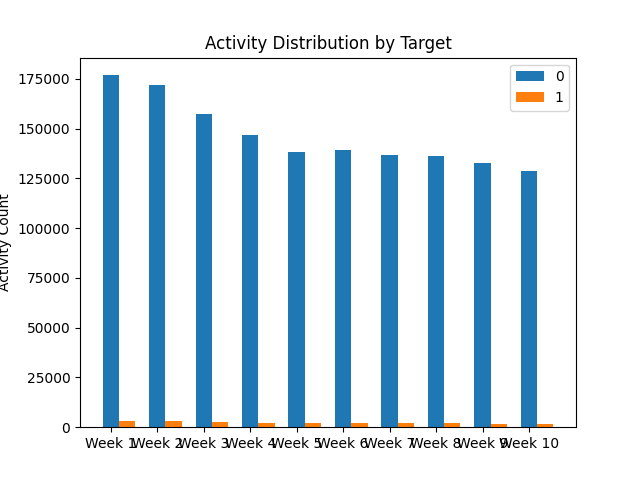 Activity Distribution by Target
0
1
Activity Count
175000
150000
125000
100000
75000
50000
25000
0
Week 1
Week 2
Week 3
Week 4
Week 5
Week 6
Week 7
Week 8
Week 9
Week 10